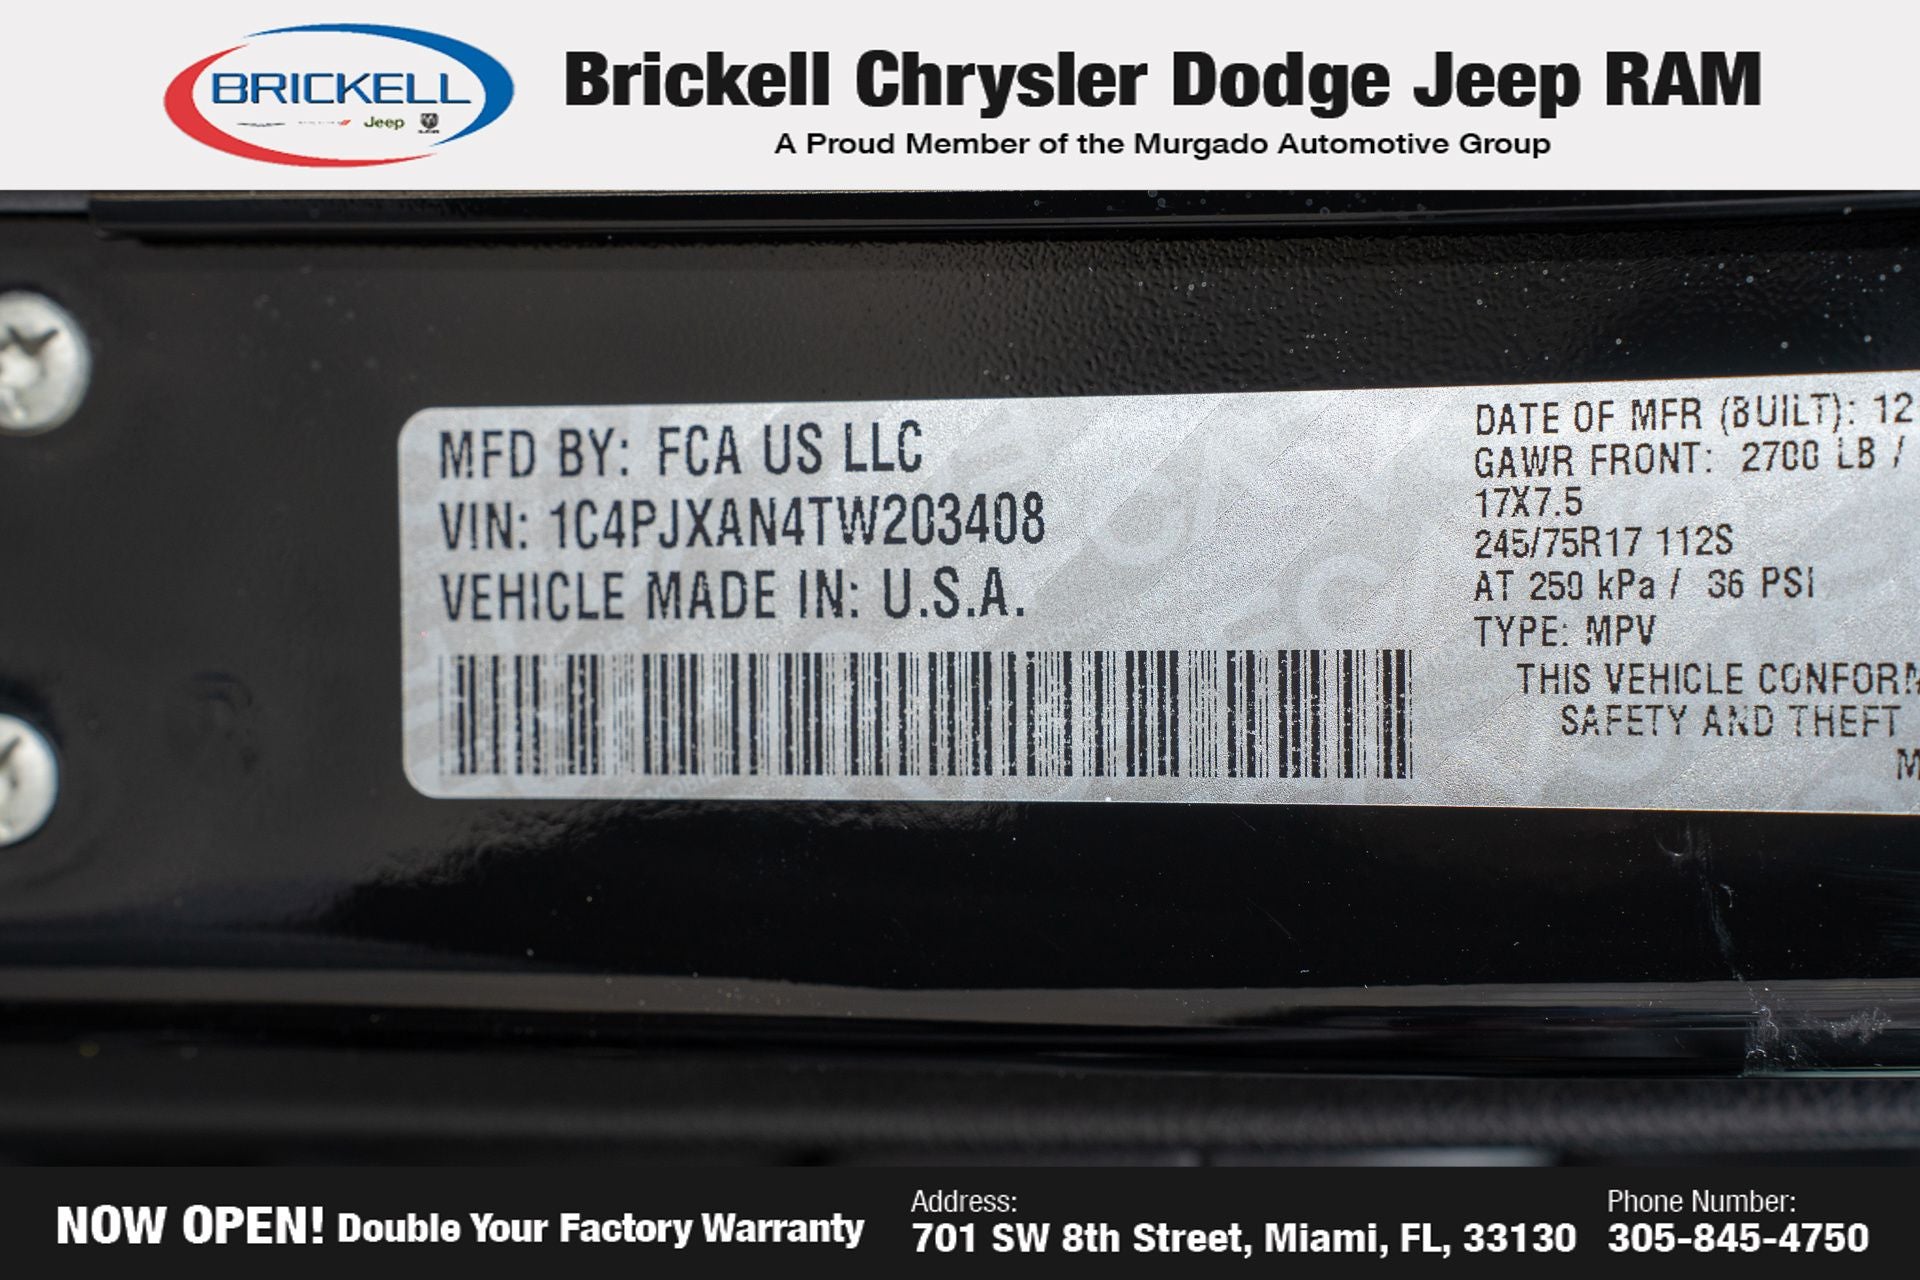 BRICKELL
Jeep
RAM
Brickell Chrysler Dodge Jeep RAM
A Proud Member of the Murgado Automotive Group
MFD BY: FCA US LLC
VIN: 1C4PJXAN4TW203408
VEHICLE MADE IN: U.S.A.
DATE OF MFR (BUILT): 12
GAWR FRONT: 2700 LB /
17X7.5
245/75R17 112S
AT 250 kPa / 36 PSI
TYPE: MPV
THIS VEHICLE CONFORM
SAFETY AND THEFT
M
NOW OPEN! Double Your Factory Warranty
Address:
701 SW 8th Street, Miami, FL, 33130
Phone Number:
305-845-4750